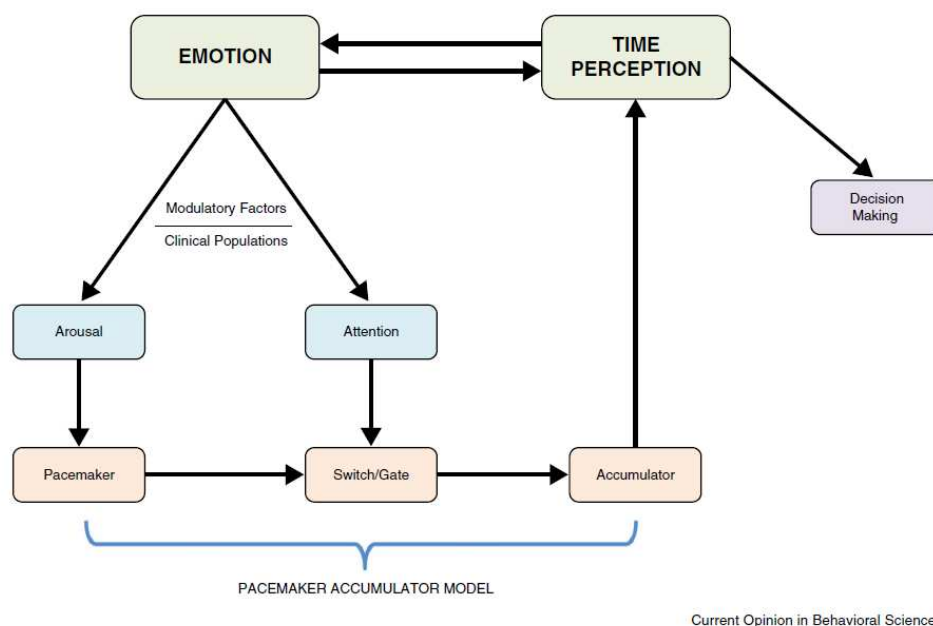 EMOTION
TIME
PERCEPTION
Decision
Making
Modulatory Factors
Clinical Populations
Arousal
Attention
Pacemaker
Switch/Gate
Accumulator
PACEMAKER ACCUMULATOR MODEL
Current Opinion in Behavioral Science